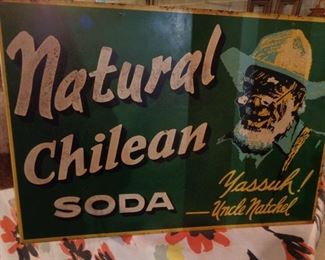 Natural
Chilean
SODA
Yassuh!
—Uncle Natchel